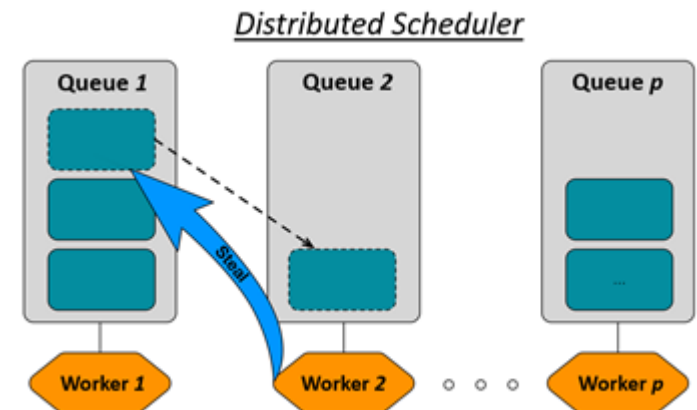 Distributed Scheduler
Queue 1
Queue 2
Queue p
Steal
...
Worker 1
Worker 2
Worker p